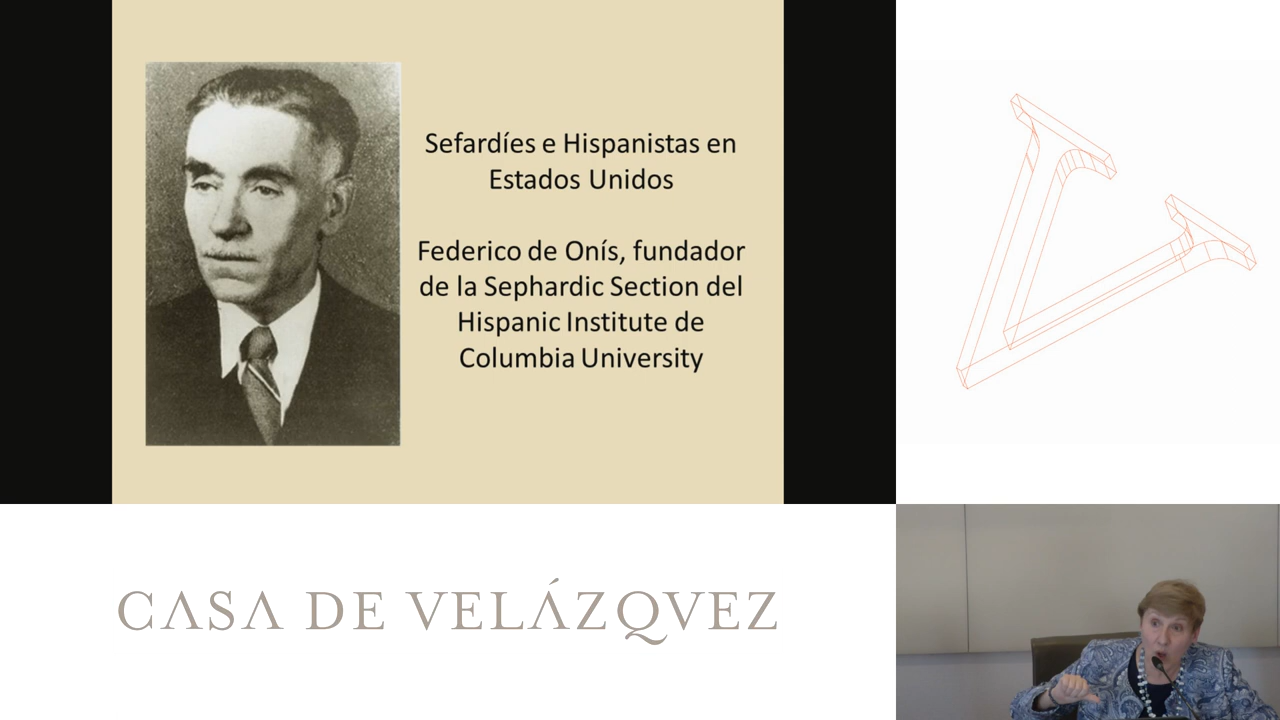 Sefardíes e Hispanistas en
Estados Unidos
Federico de Onís, fundador
de la Sephardic Section del
Hispanic Institute de
Columbia University
CASA DE VELÁZQVEZ